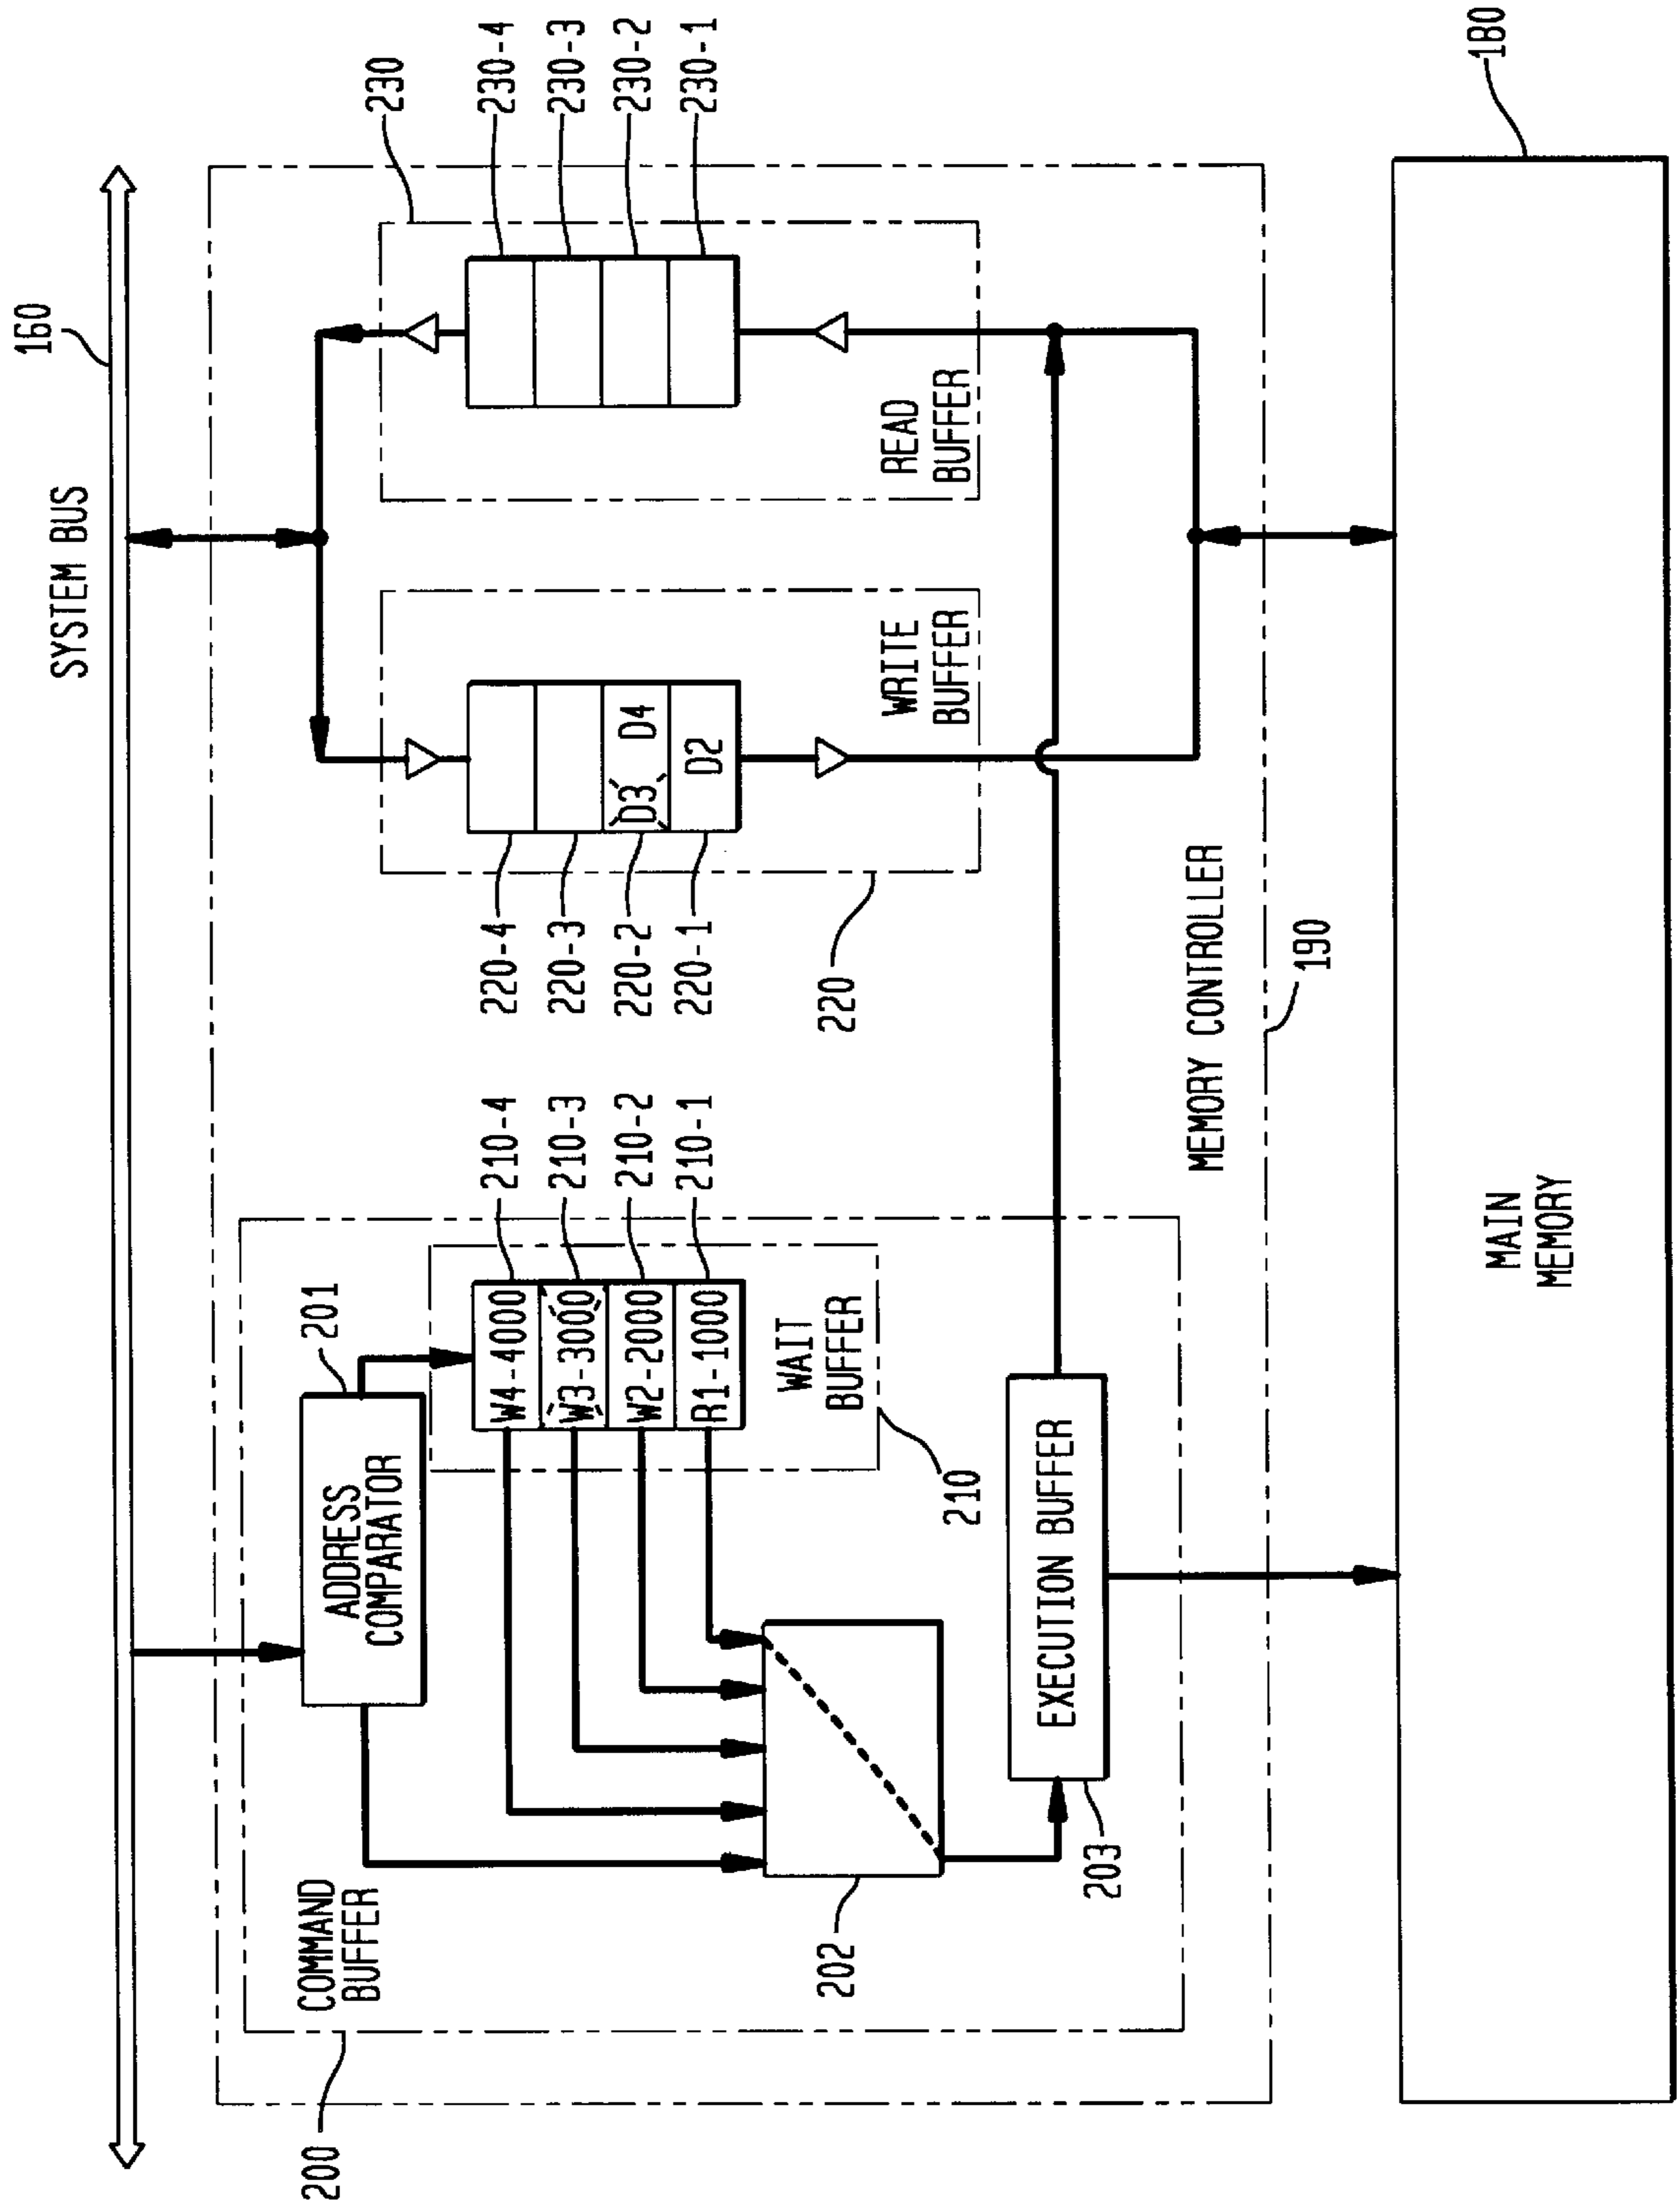 160
SYSTEM BUS
200
COMMAND
BUFFER
ADDRESS
COMPARATOR
201
W4-4000
W3-3000
W2-2000
R1-1000
210-4
210-3
210-2
210-1
WAIT
BUFFER
210
202
203
EXECUTION BUFFER
220-4
220-3
220-2
220-1
D3 D4
D2
WRITE
BUFFER
220
230
230-4
230-3
230-2
230-1
READ
BUFFER
MEMORY CONTROLLER
190
MAIN
MEMORY
180